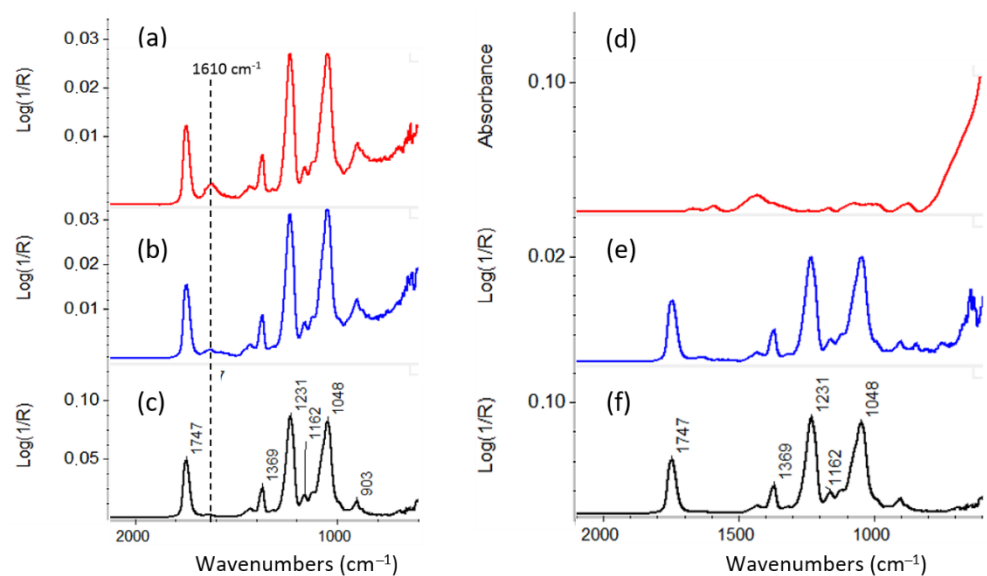 (a)
0.03
0.02
0.01
Log(1/R)
1610 cm⁻¹
(b)
0.03
0.03
0.01
Log(1/R)
(c)
0.10
0.05
Log(1/R)
1747
1369
1231
1162
1048
903
2000
1000
Wavenumbers (cm⁻¹)
(d)
0.10
Absorbance
(e)
0.02
Log(1/R)
(f)
0.10
Log(1/R)
1747
1369
1231
1162
1048
2000
1500
1000
Wavenumbers (cm⁻¹)